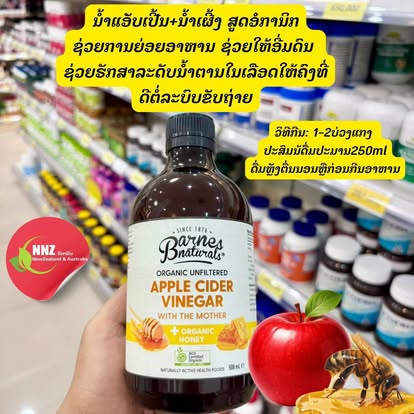 ນ້ຳແອັບເປິ້ນ+ນ້ຳເຜິ້ງ ສູດອໍການິກ
ຊ່ວຍການຍ່ອຍອາຫານ ຊ່ວຍໃຫ້ອີ່ມດົນ
ຊ່ວຍຮັກສາລະດັບນ້ຳຕານໃນເລືອດໃຫ້ຄົງທີ່
ດີຕໍ່ລະບົບຂັບຖ່າຍ
ວິທີກິນ: 1-2ບ່ວງແກງ
ປະສົມນ້ຳດື່ມປະມານ250ml
ດື່ມຫຼັງຕື່ນນອນຫຼືກ່ອນກິນອາຫານ
SINCE 1876
Barnes
naturals
ORGANIC UNFILTERED
APPLE CIDER
VINEGAR
WITH THE MOTHER
+ ORGANIC
HONEY
ACO
Certified
Organic
500 mL e
NATURALLY ACTIVE HEALTH FOODS
NNZ
NewZealand & Australia